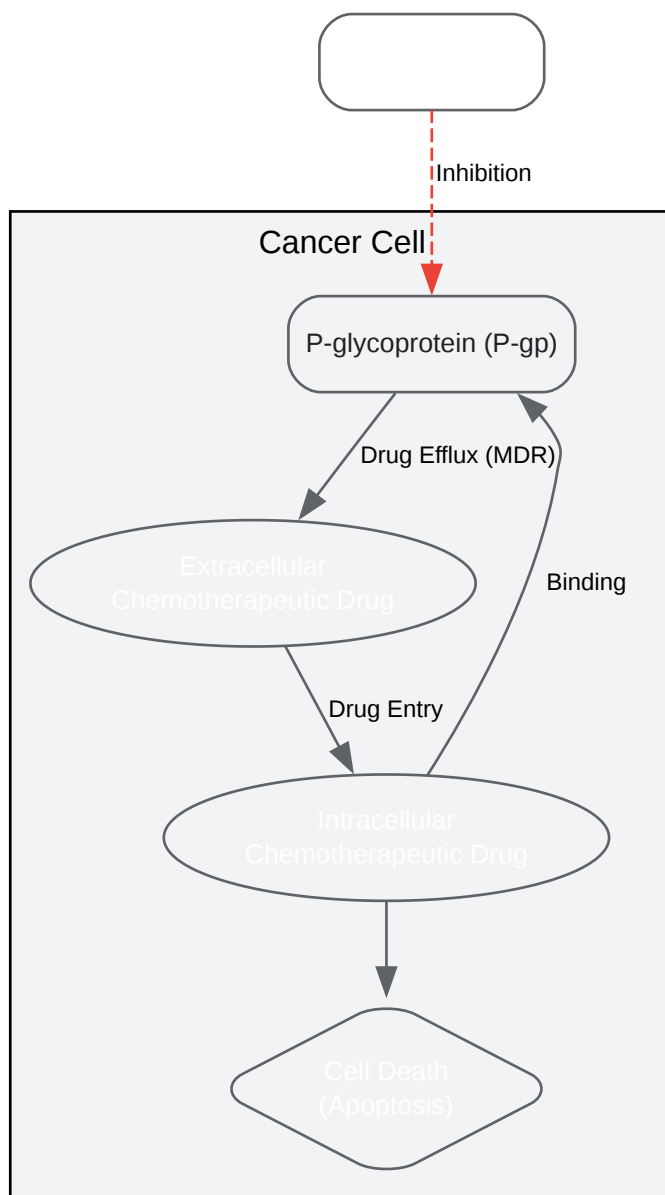 Inhibition
Cancer Cell
P-glycoprotein (P-gp)
Drug Efflux (MDR)
Extracellular
Chemotherapeutic Drug
Binding
Drug Entry
Intracellular
Chemotherapeutic Drug
Cell Death
(Apoptosis)